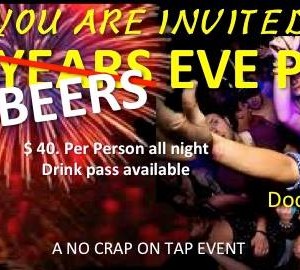 YOU ARE INVITED
YEARS EVE P
BEERS
$ 40. Per Person all night
Drink pass available
Doo
A NO CRAP ON TAP EVENT